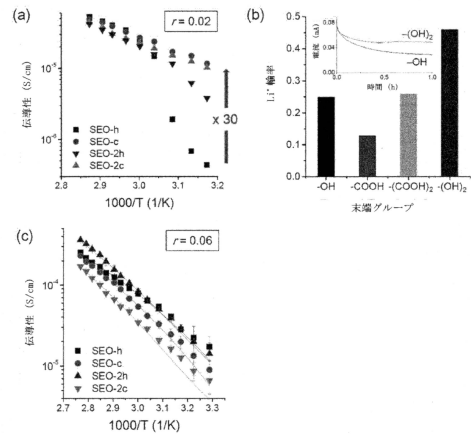 (a)
r = 0.02
伝導性 (S/cm)
10⁻⁵
10⁻⁶
SEO-h
SEO-c
SEO-2h
SEO-2c
x 30
2.8 2.9 3.0 3.1 3.2
1000/T (1/K)
(b)
Li⁺輸率
0.5
0.4
0.3
0.2
0.1
0.0
電流 (mA)
0.08
0.04
0.00
-(OH)₂
-OH
0.0 0.5 1.0
時間 (h)
-OH -COOH -(COOH)₂ -(OH)₂
末端グループ
(c)
r = 0.06
伝導性 (S/cm)
10⁻⁴
10⁻⁵
SEO-h
SEO-c
SEO-2h
SEO-2c
2.7 2.8 2.9 3.0 3.1 3.2 3.3
1000/T (1/K)